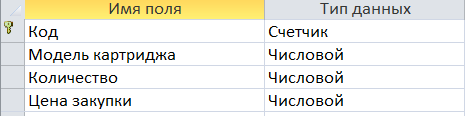 Имя поля Тип данных
Код Счетчик
Модель картриджа Числовой
Количество Числовой
Цена закупки Числовой